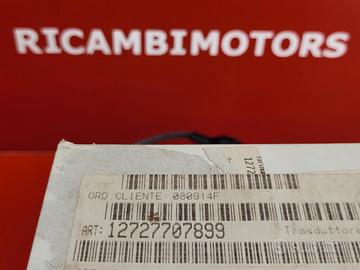 RICAMBIMOTORS
ORD CLIENTE 080914F
ART: 12727707899 Trasduttore